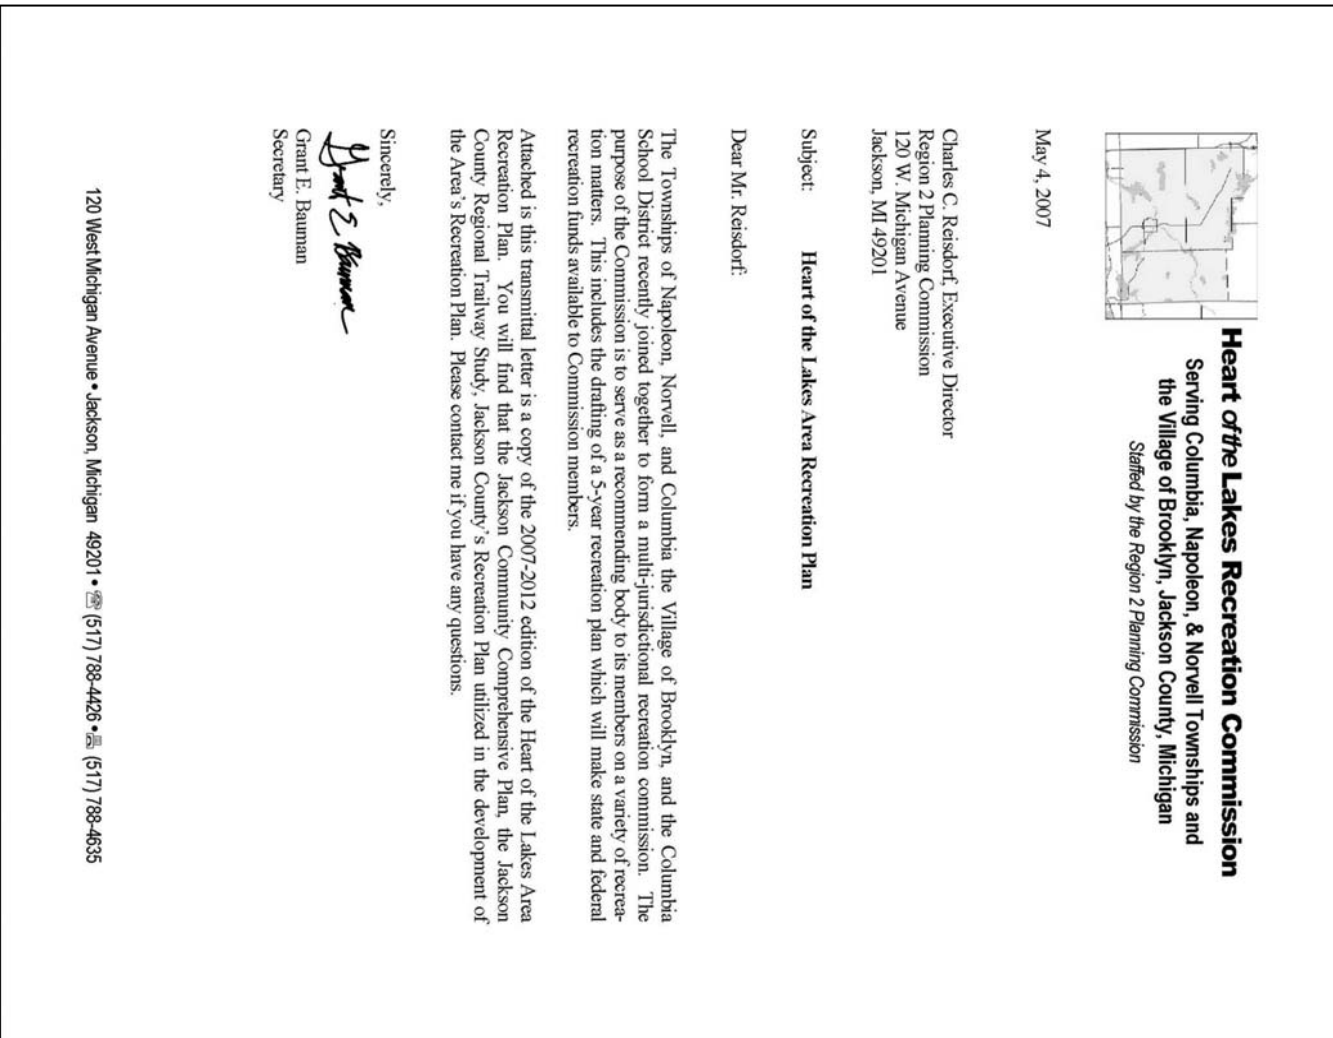 Heart of the Lakes Recreation Commission
Serving Columbia, Napoleon, & Norvell Townships and
the Village of Brooklyn, Jackson County, Michigan
Staffed by the Region 2 Planning Commission
May 4, 2007
Charles C. Reisdorf, Executive Director
Region 2 Planning Commission
120 W. Michigan Avenue
Jackson, MI 49201
Subject: Heart of the Lakes Area Recreation Plan
Dear Mr. Reisdorf:
The Townships of Napoleon, Norvell, and Columbia the Village of Brooklyn, and the Columbia
School District recently joined together to form a multi-jurisdictional recreation commission. The
purpose of the Commission is to serve as a recommending body to its members on a variety of recrea-
tion matters. This includes the drafting of a 5-year recreation plan which will make state and federal
recreation funds available to Commission members.
Attached is this transmittal letter is a copy of the 2007-2012 edition of the Heart of the Lakes Area
Recreation Plan. You will find that the Jackson Community Comprehensive Plan, the Jackson
County Regional Trailway Study, Jackson County's Recreation Plan utilized in the development of
the Area's Recreation Plan. Please contact me if you have any questions.
Sincerely,
Grant E Bauman
Grant E. Bauman
Secretary
120 West Michigan Avenue • Jackson, Michigan 49201 • ☏ (517) 788-4426 • 🖷 (517) 788-4635